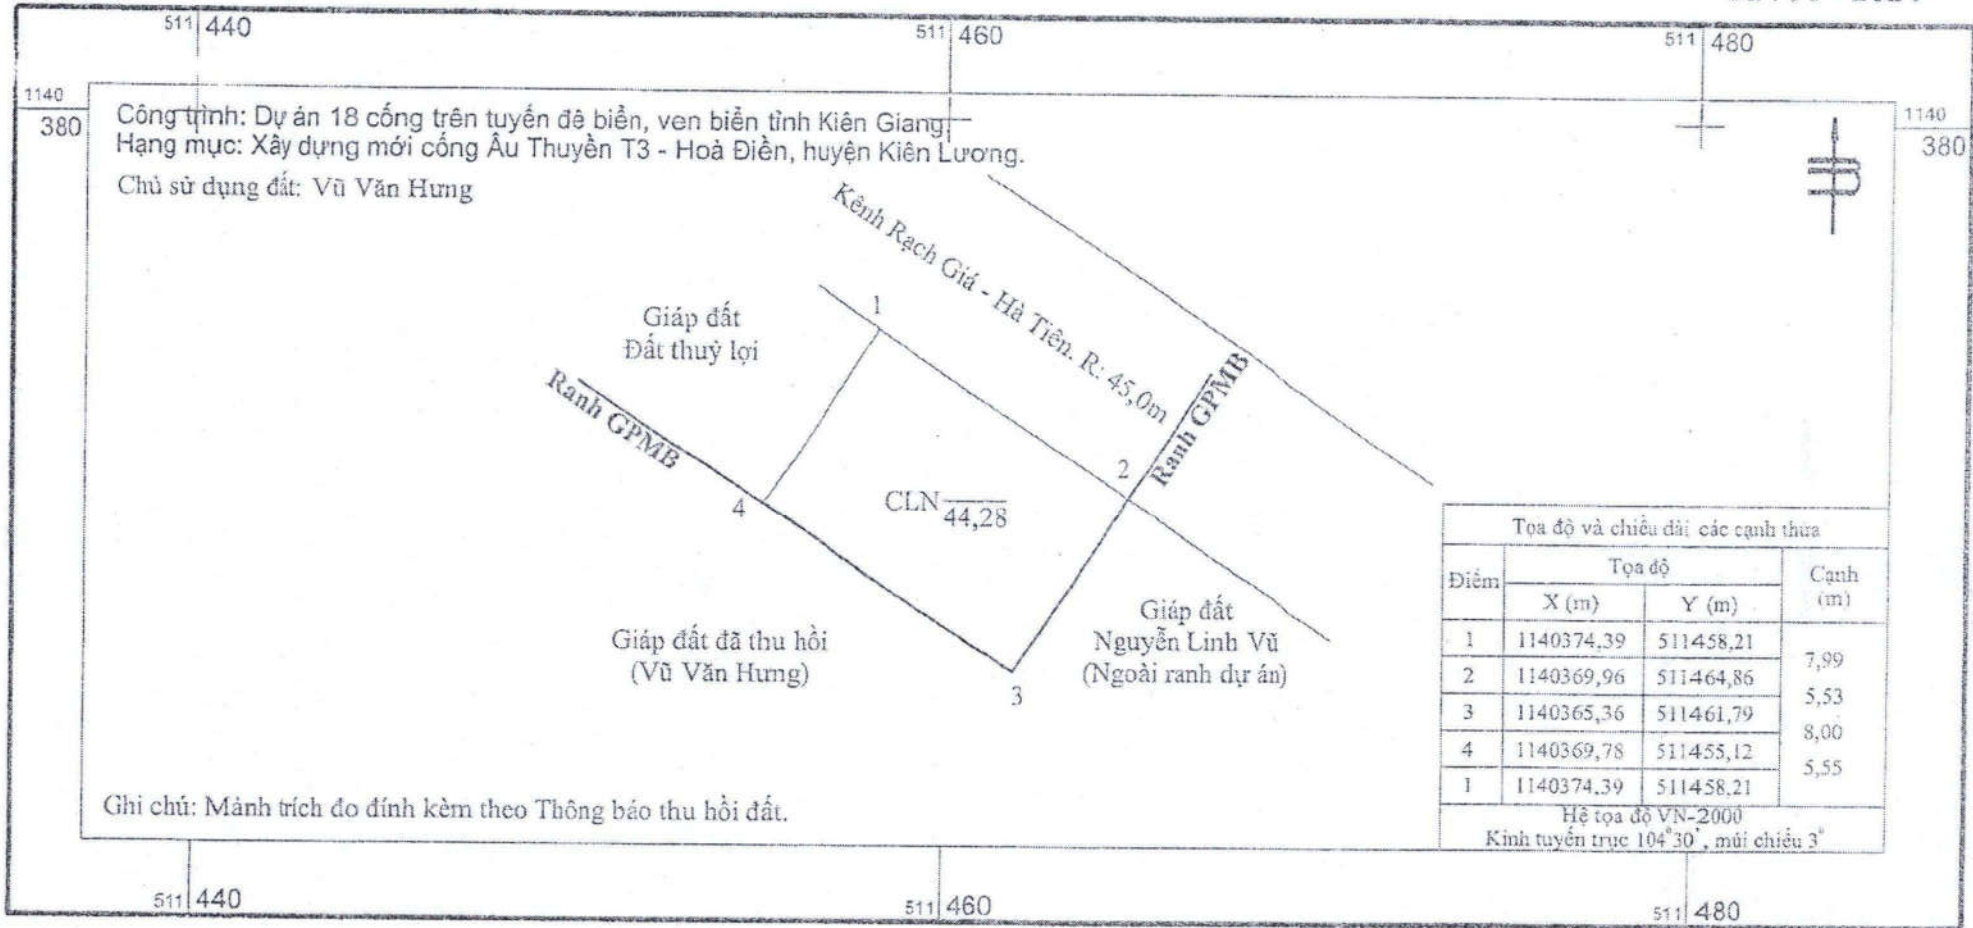 511 440
511 460
511 480
1140
380
1140
380
Công trình: Dự án 18 cống trên tuyến đê biển, ven biển tỉnh Kiên Giang
Hạng mục: Xây dựng mới cống Âu Thuyền T3 - Hoà Điền, huyện Kiên Lương.
Chủ sử dụng đất: Vũ Văn Hưng
Kênh Rạch Giá - Hà Tiên. R: 45,0m
Giáp đất
Đất thuỷ lợi
1
Ranh GPMB
Ranh GPMB
2
4
CLN 44,28
3
Giáp đất đã thu hồi
(Vũ Văn Hưng)
Giáp đất
Nguyễn Linh Vũ
(Ngoài ranh dự án)
Tọa độ và chiều dài các cạnh thửa
Điểm Tọa độ Cạnh
X (m) Y (m) (m)
1 1140374,39 511458,21
7,99
2 1140369,96 511464,86
5,53
3 1140365,36 511461,79
8,00
4 1140369,78 511455,12
5,55
1 1140374,39 511458,21
Hệ tọa độ VN-2000
Kinh tuyến trục 104°30', múi chiếu 3°
Ghi chú: Mảnh trích đo đính kèm theo Thông báo thu hồi đất.
511 440
511 460
511 480